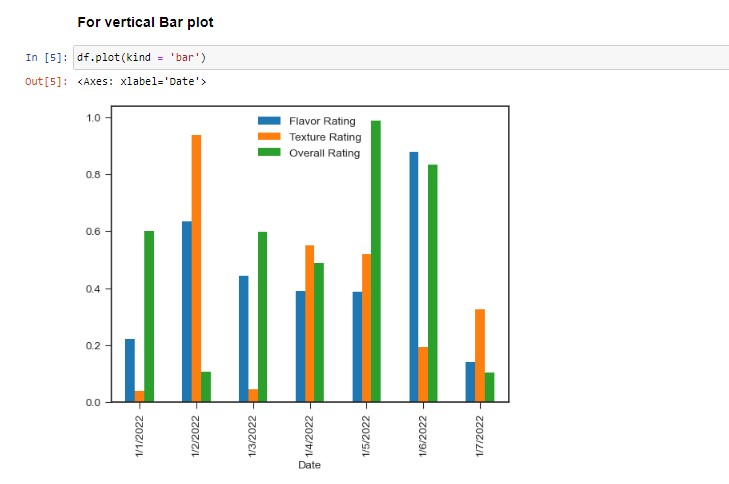 For vertical Bar plot
In [5]: df.plot(kind = 'bar')
Out[5]: <Axes: xlabel='Date'>
Flavor Rating
Texture Rating
Overall Rating
1.0
0.8
0.6
0.4
0.2
0.0
1/1/2022
1/2/2022
1/3/2022
1/4/2022
1/5/2022
1/6/2022
1/7/2022
Date